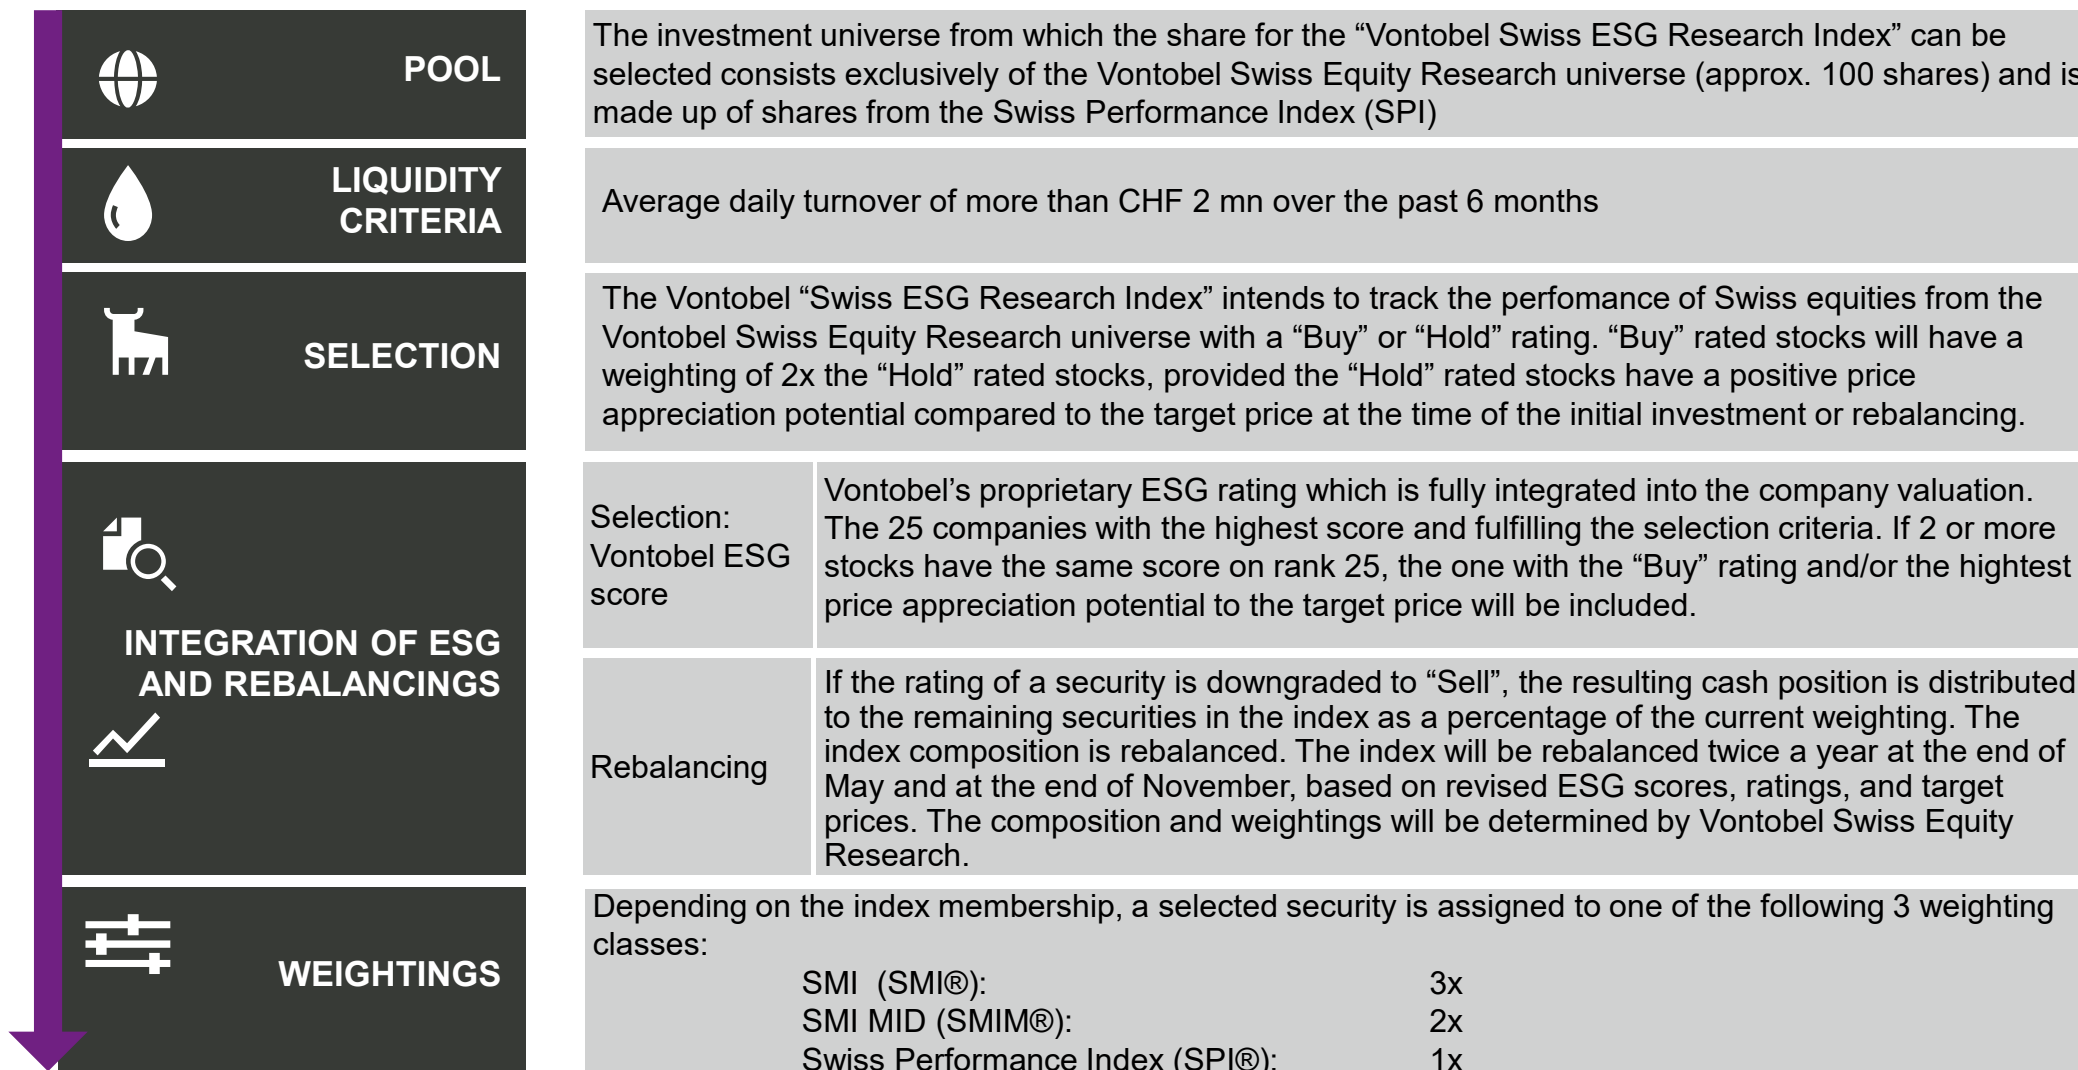 POOL
The investment universe from which the share for the “Vontobel Swiss ESG Research Index” can be
selected consists exclusively of the Vontobel Swiss Equity Research universe (approx. 100 shares) and is
made up of shares from the Swiss Performance Index (SPI)
LIQUIDITY
CRITERIA
Average daily turnover of more than CHF 2 mn over the past 6 months
SELECTION
The Vontobel “Swiss ESG Research Index” intends to track the perfomance of Swiss equities from the
Vontobel Swiss Equity Research universe with a “Buy” or “Hold” rating. “Buy” rated stocks will have a
weighting of 2x the “Hold” rated stocks, provided the “Hold” rated stocks have a positive price
appreciation potential compared to the target price at the time of the initial investment or rebalancing.
INTEGRATION OF ESG
AND REBALANCINGS
Selection:
Vontobel ESG
score
Vontobel’s proprietary ESG rating which is fully integrated into the company valuation.
The 25 companies with the highest score and fulfilling the selection criteria. If 2 or more
stocks have the same score on rank 25, the one with the “Buy” rating and/or the hightest
price appreciation potential to the target price will be included.
Rebalancing
If the rating of a security is downgraded to “Sell”, the resulting cash position is distributed
to the remaining securities in the index as a percentage of the current weighting. The
index composition is rebalanced. The index will be rebalanced twice a year at the end of
May and at the end of November, based on revised ESG scores, ratings, and target
prices. The composition and weightings will be determined by Vontobel Swiss Equity
Research.
WEIGHTINGS
Depending on the index membership, a selected security is assigned to one of the following 3 weighting
classes:
SMI (SMI®): 3x
SMI MID (SMIM®): 2x
Swiss Performance Index (SPI®): 1x